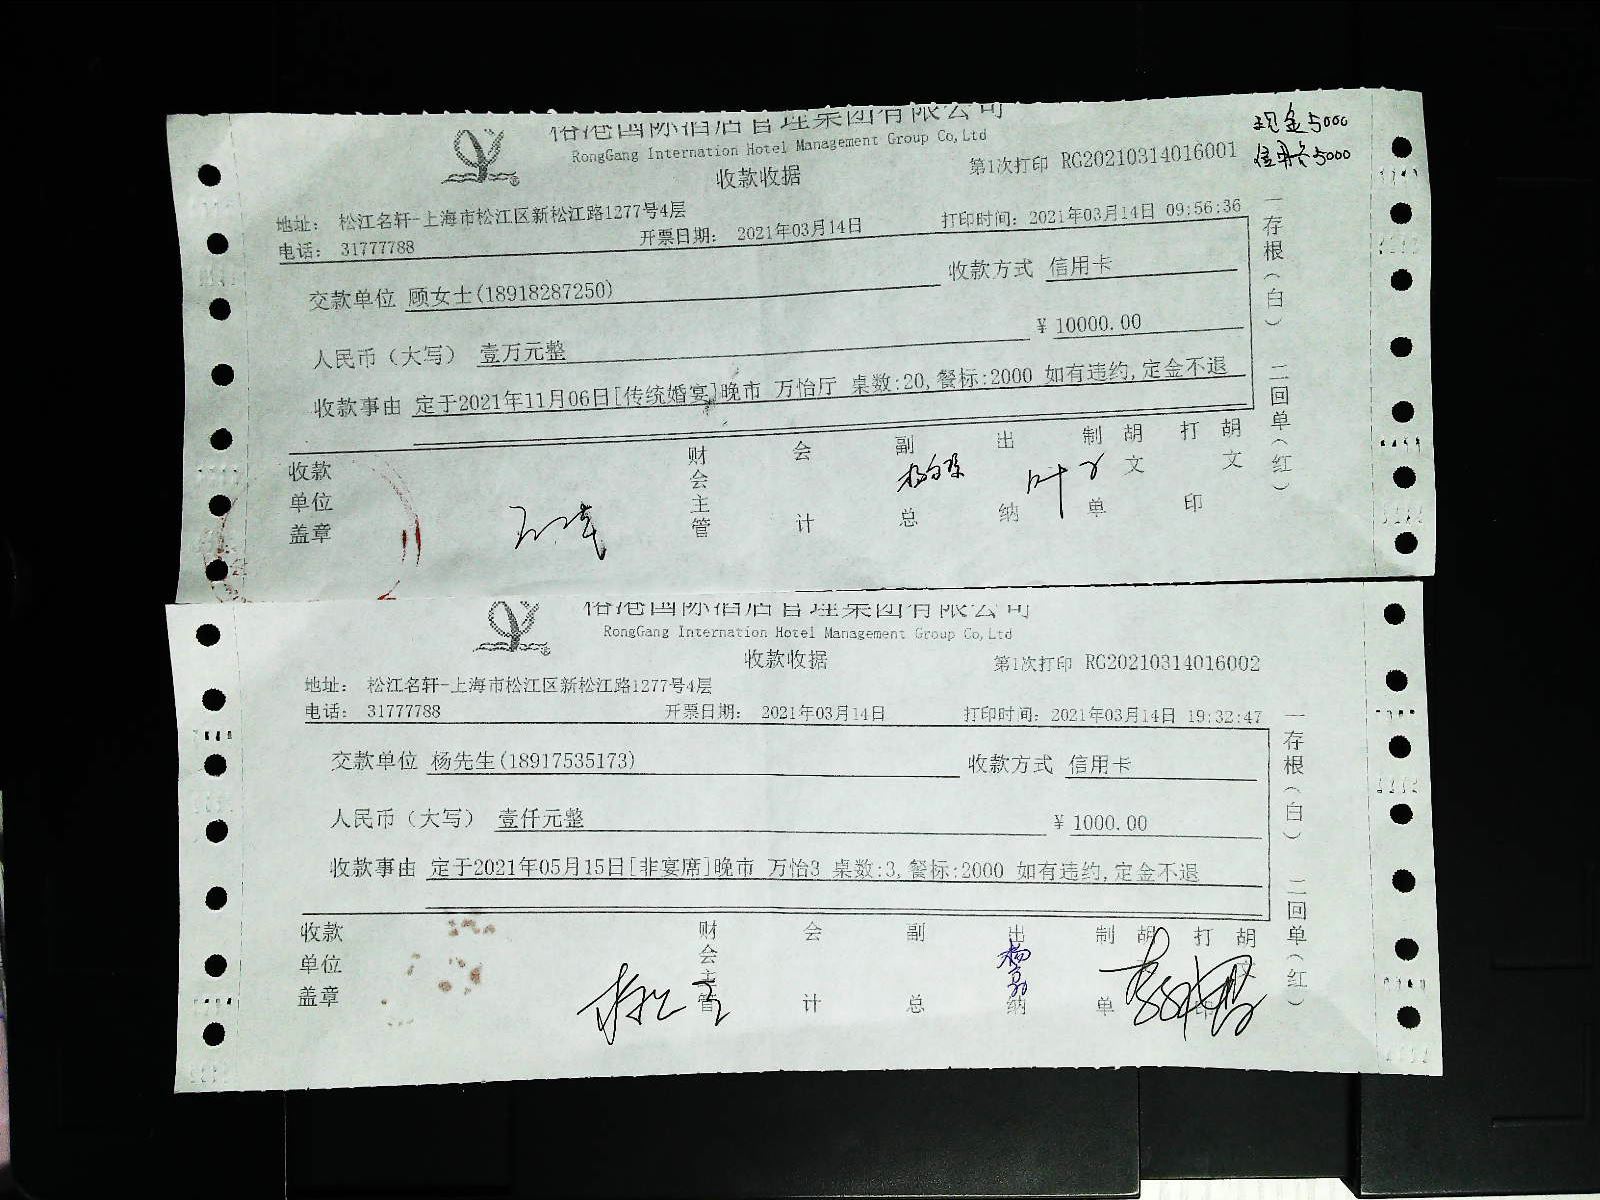 裕港国际酒店管理集团有限公司
RongGang International Hotel Management Group Co,Ltd
收款收据
第1次打印 RG20210314016001
现金5000
信用卡5000
地址: 松江名轩-上海市松江区新松江路1277号4层
电话: 31777788
开票日期: 2021年03月14日
打印时间: 2021年03月14日 09:56:36
交款单位 顾女士(18918287250)
收款方式 信用卡
人民币(大写) 壹万元整
¥ 10000.00
收款事由 定于2021年11月06日[传统婚宴]晚市 万怡厅 桌数:20,餐标:2000 如有违约,定金不退
一存根(白) 二回单(红)
收款单位盖章
财会主管
会计
副总
出纳
制单 胡文
打印 胡文
裕港国际酒店管理集团有限公司
RongGang International Hotel Management Group Co,Ltd
收款收据
第1次打印 RG20210314016002
地址: 松江名轩-上海市松江区新松江路1277号4层
电话: 31777788
开票日期: 2021年03月14日
打印时间: 2021年03月14日 19:32:47
交款单位 杨先生(18917535173)
收款方式 信用卡
人民币(大写) 壹仟元整
¥ 1000.00
收款事由 定于2021年05月15日[非宴席]晚市 万怡3 桌数:3,餐标:2000 如有违约,定金不退
一存根(白) 二回单(红)
收款单位盖章
财会主管
会计
副总
出纳
制单 胡
打印 胡文